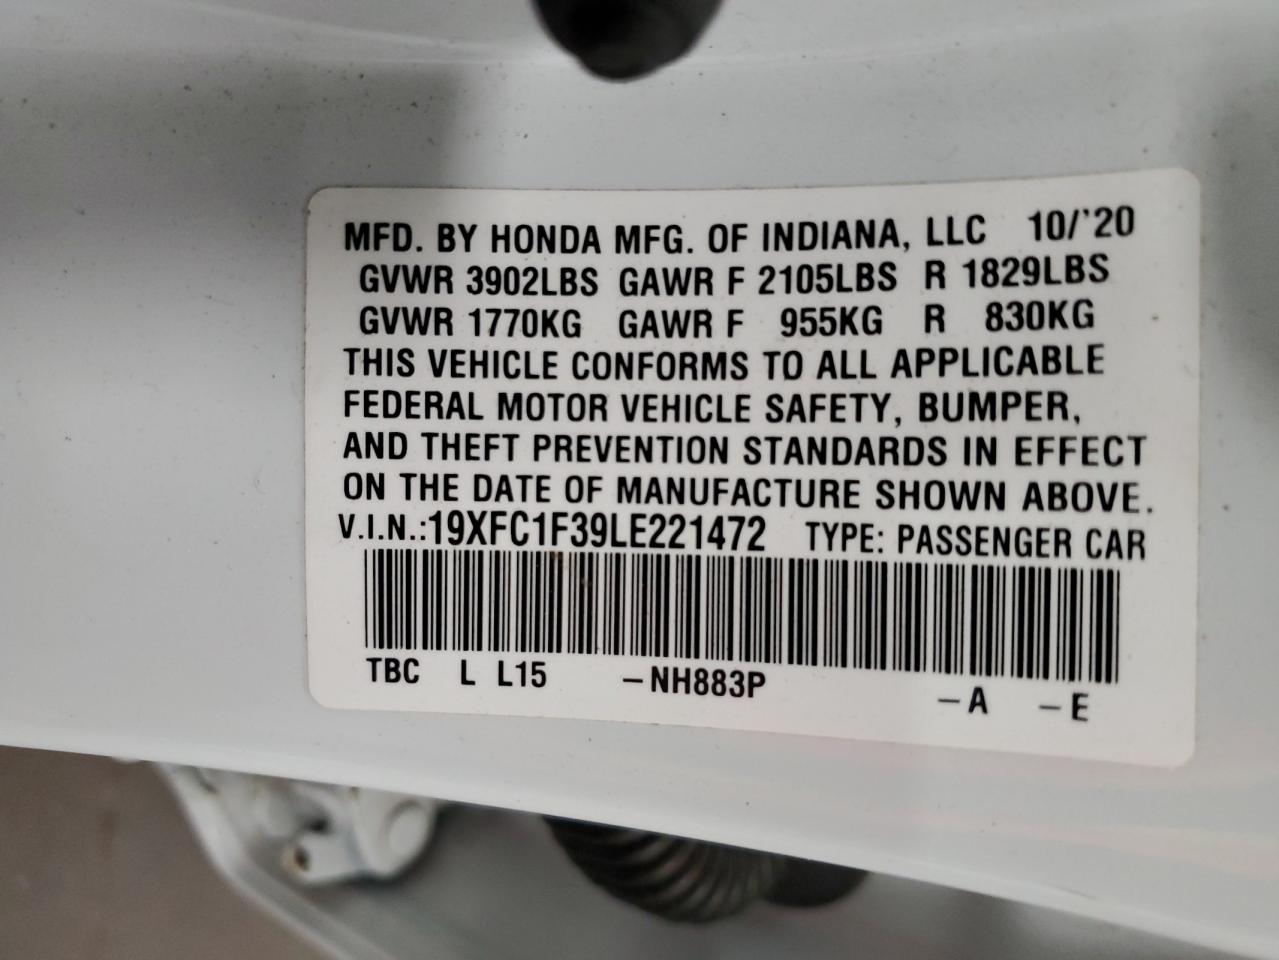 MFD. BY HONDA MFG. OF INDIANA, LLC 10/'20
GVWR 3902LBS GAWR F 2105LBS R 1829LBS
GVWR 1770KG GAWR F 955KG R 830KG
THIS VEHICLE CONFORMS TO ALL APPLICABLE
FEDERAL MOTOR VEHICLE SAFETY, BUMPER,
AND THEFT PREVENTION STANDARDS IN EFFECT
ON THE DATE OF MANUFACTURE SHOWN ABOVE.
V.I.N.:19XFC1F39LE221472 TYPE: PASSENGER CAR
TBC L L15 –NH883P –A –E